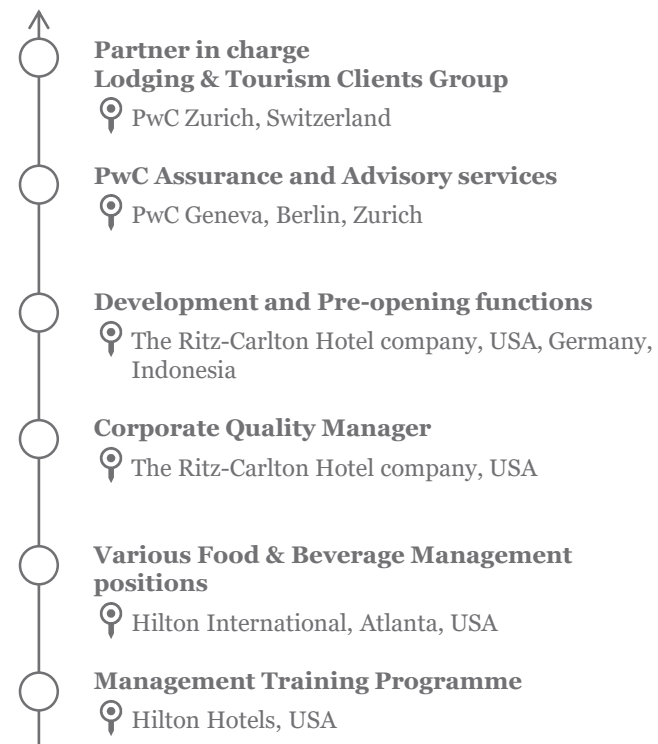 Partner in charge
Lodging & Tourism Clients Group
PwC Zurich, Switzerland
PwC Assurance and Advisory services
PwC Geneva, Berlin, Zurich
Development and Pre-opening functions
The Ritz-Carlton Hotel company, USA, Germany,
Indonesia
Corporate Quality Manager
The Ritz-Carlton Hotel company, USA
Various Food & Beverage Management
positions
Hilton International, Atlanta, USA
Management Training Programme
Hilton Hotels, USA